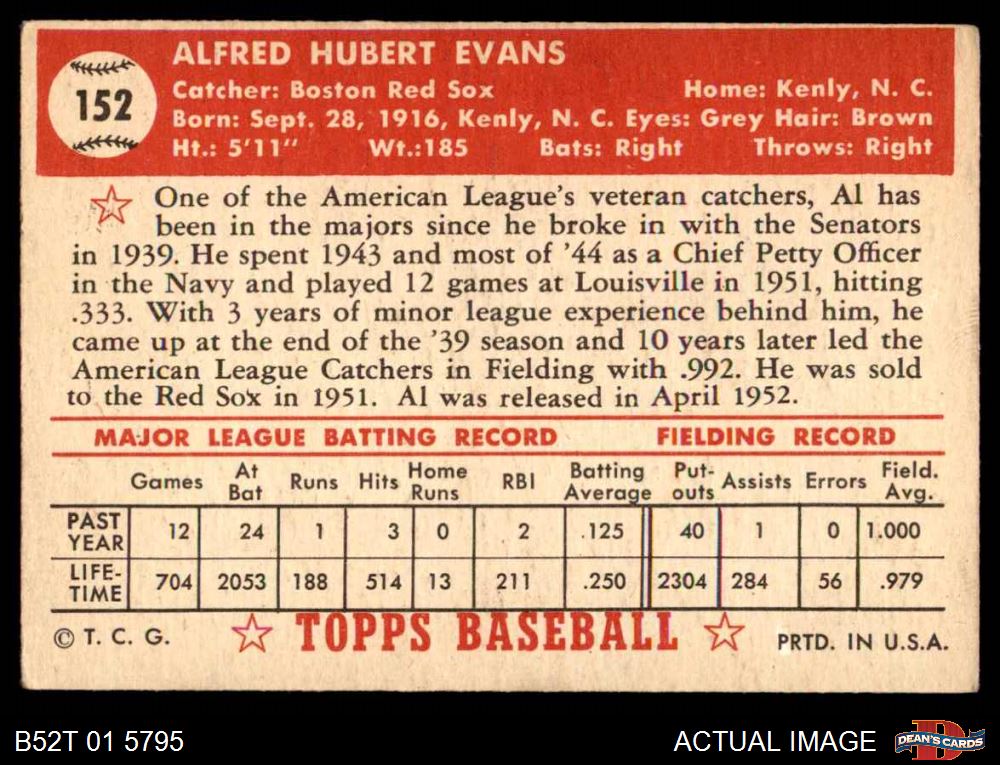 152
ALFRED HUBERT EVANS
Catcher: Boston Red Sox Home: Kenly, N. C.
Born: Sept. 28, 1916, Kenly, N. C. Eyes: Grey Hair: Brown
Ht.: 5'11" Wt.:185 Bats: Right Throws: Right
One of the American League's veteran catchers, Al has
been in the majors since he broke in with the Senators
in 1939. He spent 1943 and most of '44 as a Chief Petty Officer
in the Navy and played 12 games at Louisville in 1951, hitting
.333. With 3 years of minor league experience behind him, he
came up at the end of the '39 season and 10 years later led the
American League Catchers in Fielding with .992. He was sold
to the Red Sox in 1951. Al was released in April 1952.
MAJOR LEAGUE BATTING RECORD FIELDING RECORD
Games At Bat Runs Hits Home Runs RBI Batting Average Put-outs Assists Errors Field. Avg.
PAST YEAR 12 24 1 3 0 2 .125 40 1 0 1.000
LIFE-TIME 704 2053 188 514 13 211 .250 2304 284 56 .979
© T. C. G. TOPPS BASEBALL PRTD. IN U.S.A.
B52T 01 5795 ACTUAL IMAGE DEAN'S CARDS